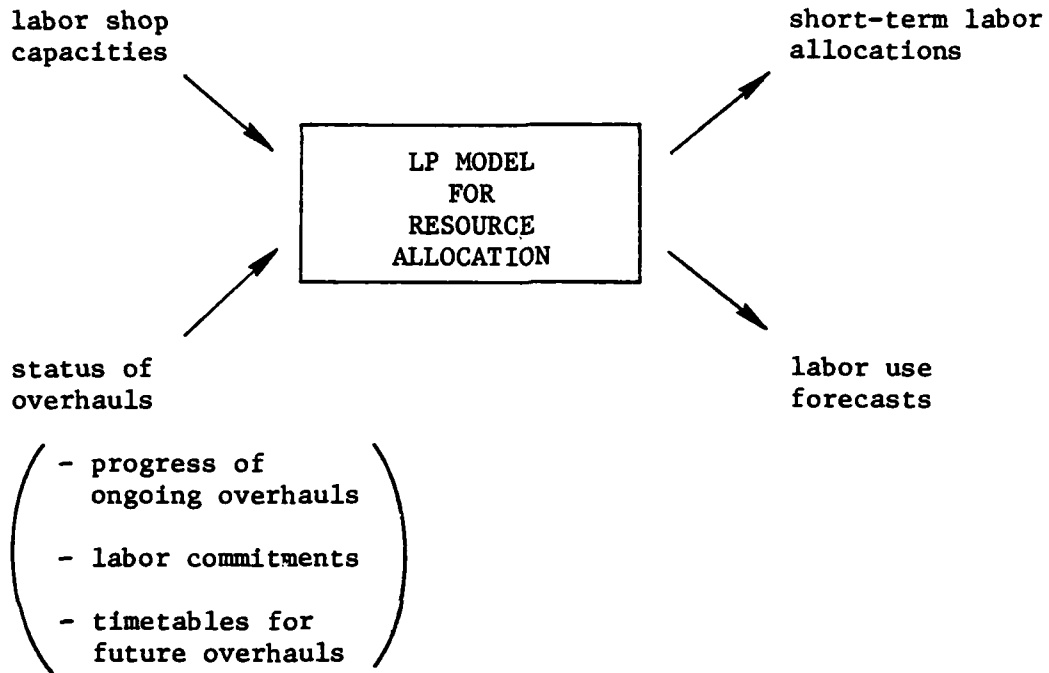 labor shop
capacities
short-term labor
allocations
LP MODEL
FOR
RESOURCE
ALLOCATION
status of
overhauls
labor use
forecasts
- progress of
ongoing overhauls
- labor commitments
- timetables for
future overhauls